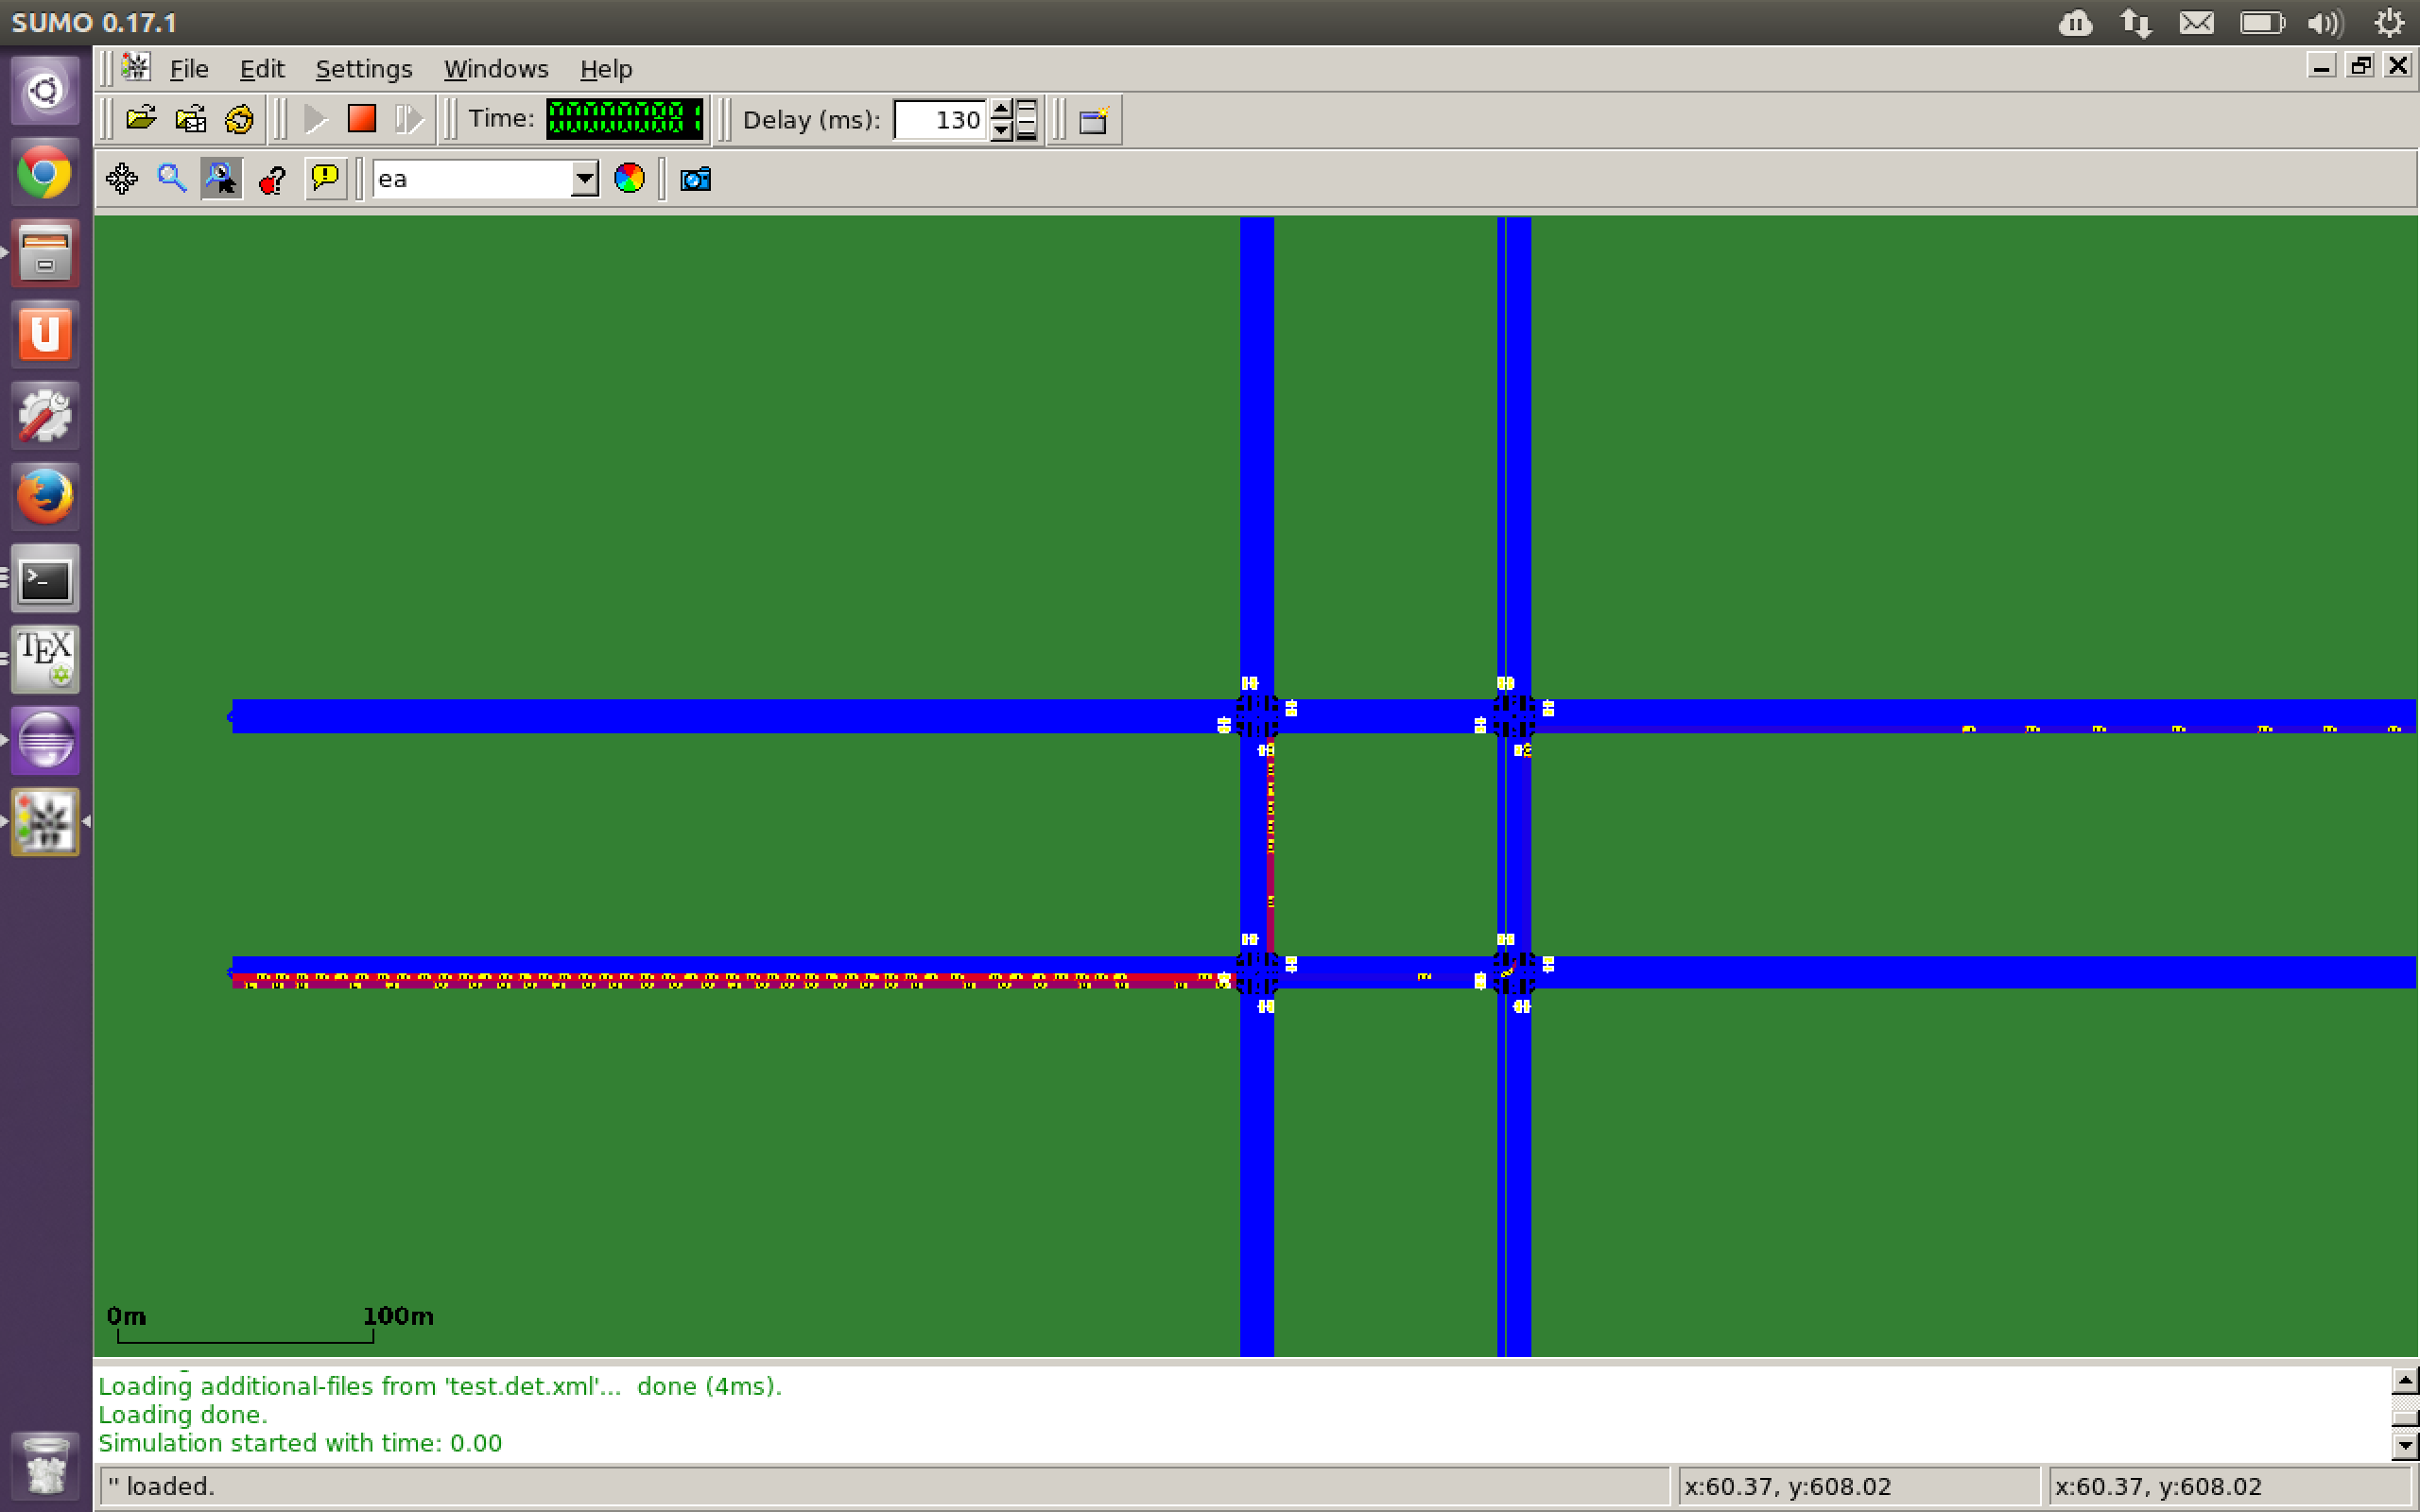 SUMO 0.17.1
File Edit Settings Windows Help
Time: Delay (ms): 130
ea
U
TEX
0m 100m
Loading additional-files from 'test.det.xml'... done (4ms).
Loading done.
Simulation started with time: 0.00
'' loaded. x:60.37, y:608.02 x:60.37, y:608.02